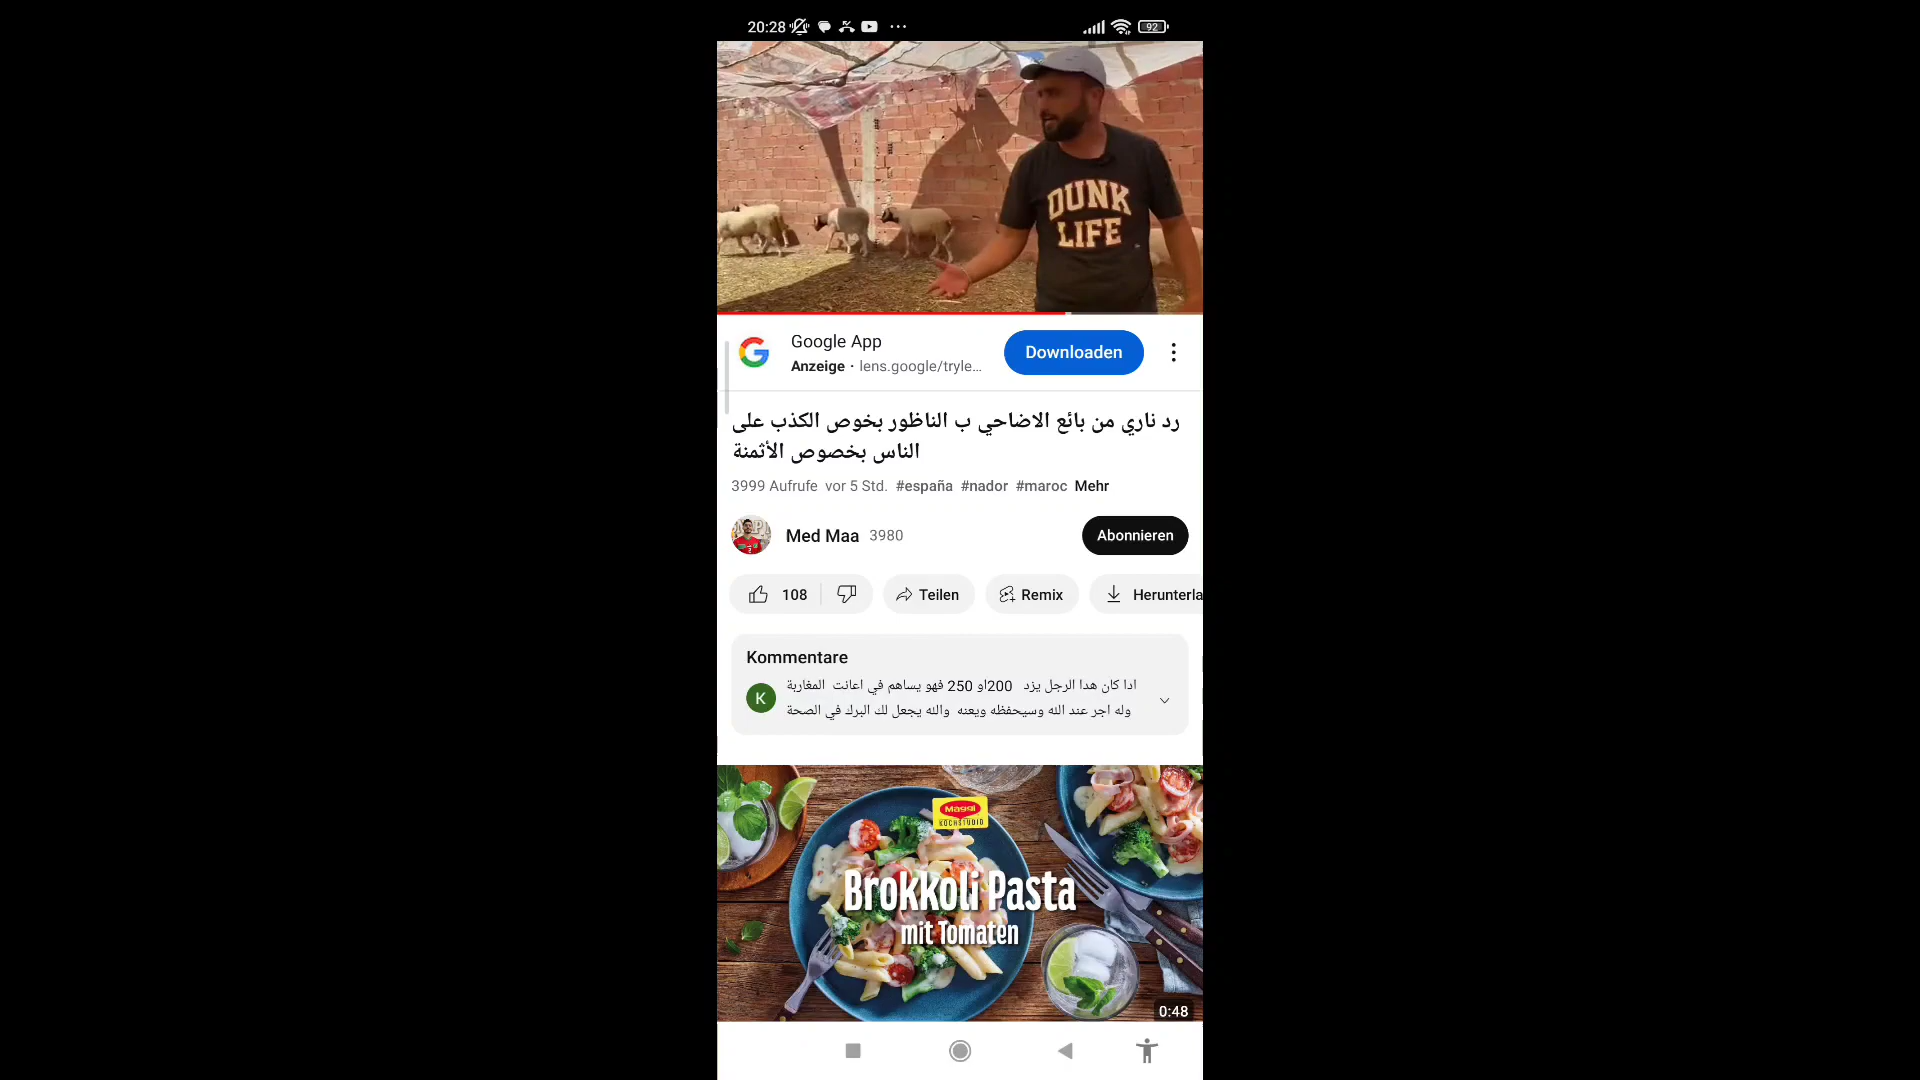 20:28
92
DUNK
LIFE
Google App
Anzeige · lens.google/tryle...
Downloaden
رد ناري من بائع الاضاحي ب الناظور بخوص الكذب على
الناس بخصوص الأثمنة
3999 Aufrufe vor 5 Std. #españa #nador #maroc Mehr
Med Maa 3980
Abonnieren
108
Teilen
Remix
Herunterla
Kommentare
K
ادا كان هدا الرجل يزد 200او 250 فهو يساهم في اعانت المغاربة
وله اجر عند الله وسيحفظه ويعنه والله يجعل لك البرك في الصحة
Maggi
KOCHSTUDIO
Brokkoli Pasta
mit Tomaten
0:48